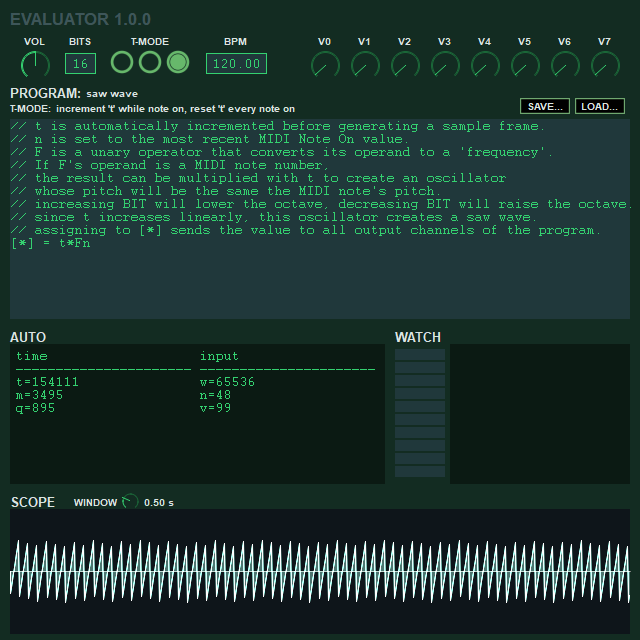 EVALUATOR 1.0.0
VOL BITS T-MODE BPM V0 V1 V2 V3 V4 V5 V6 V7
16 120.00
PROGRAM: saw wave
T-MODE: increment 't' while note on, reset 't' every note on
SAVE... LOAD...
// t is automatically incremented before generating a sample frame.
// n is set to the most recent MIDI Note On value.
// F is a unary operator that converts its operand to a 'frequency'.
// If F's operand is a MIDI note number,
// the result can be multiplied with t to create an oscillator
// whose pitch will be the same the MIDI note's pitch.
// increasing BIT will lower the octave, decreasing BIT will raise the octave.
// since t increases linearly, this oscillator creates a saw wave.
// assigning to [*] sends the value to all output channels of the program.
[*] = t*Fn
AUTO WATCH
time input
t=154111 w=65536
m=3495 n=48
q=895 v=99
SCOPE WINDOW 0.50 s